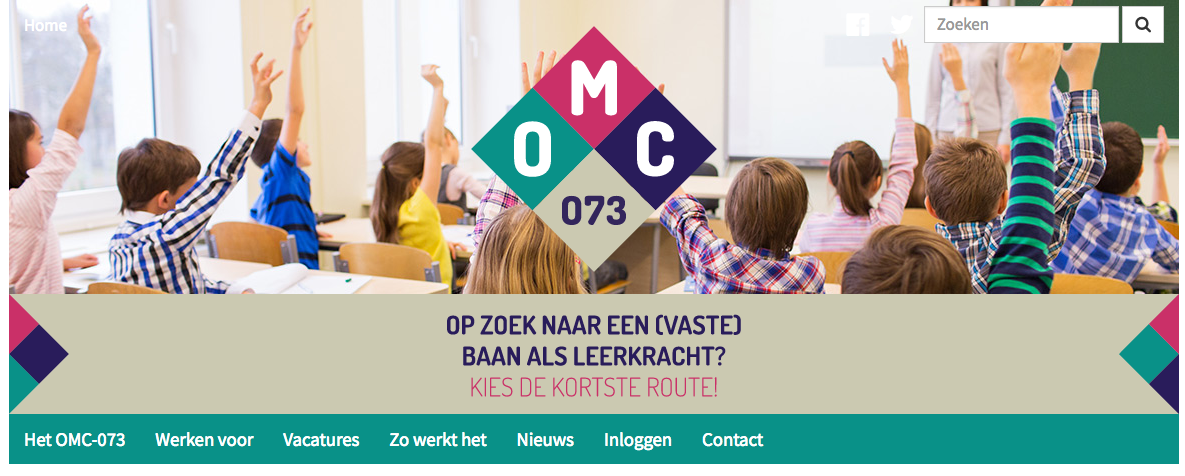 Home
Zoeken
M
O C
073
OP ZOEK NAAR EEN (VASTE)
BAAN ALS LEERKRACHT?
KIES DE KORTSTE ROUTE!
Het OMC-073 Werken voor Vacatures Zo werkt het Nieuws Inloggen Contact